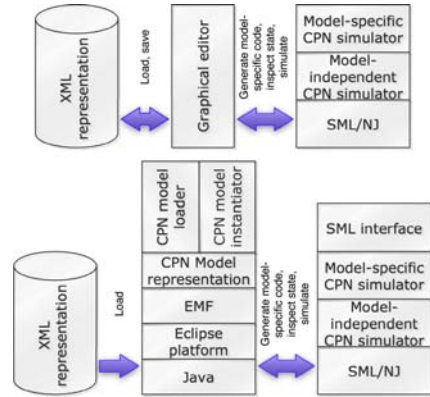 XML
representation
Load, save
Graphical editor
Generate model-
specific code,
inspect state,
simulate
Model-specific
CPN simulator
Model-
independent
CPN simulator
SML/NJ
XML
representation
Load
CPN model
loader
CPN model
instantiator
CPN Model
representation
EMF
Eclipse
platform
Java
Generate model-
specific code,
inspect state,
simulate
SML interface
Model-specific
CPN simulator
Model-
independent
CPN simulator
SML/NJ